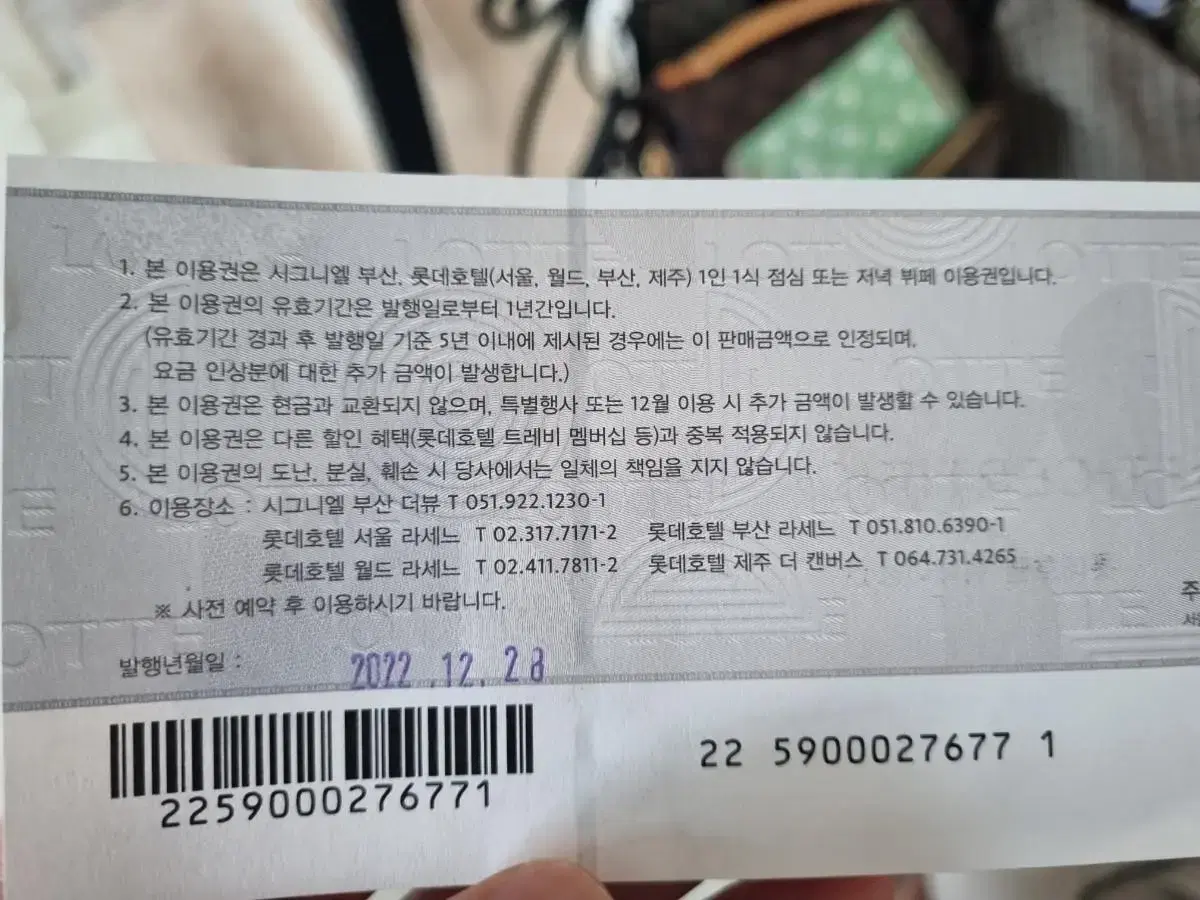 1. 본 이용권은 시그니엘 부산, 롯데호텔(서울, 월드, 부산, 제주) 1인 1식 점심 또는 저녁 뷔페 이용권입니다.
2. 본 이용권의 유효기간은 발행일로부터 1년간입니다.
(유효기간 경과 후 발행일 기준 5년 이내에 제시된 경우에는 이 판매금액으로 인정되며,
요금 인상분에 대한 추가 금액이 발생합니다.)
3. 본 이용권은 현금과 교환되지 않으며, 특별행사 또는 12월 이용 시 추가 금액이 발생할 수 있습니다.
4. 본 이용권은 다른 할인 혜택(롯데호텔 트레비 멤버십 등)과 중복 적용되지 않습니다.
5. 본 이용권의 도난, 분실, 훼손 시 당사에서는 일체의 책임을 지지 않습니다.
6. 이용장소 : 시그니엘 부산 더뷰 T 051.922.1230-1
롯데호텔 서울 라세느 T 02.317.7171-2 롯데호텔 부산 라세느 T 051.810.6390-1
롯데호텔 월드 라세느 T 02.411.7811-2 롯데호텔 제주 더 캔버스 T 064.731.4265
※ 사전 예약 후 이용하시기 바랍니다.
주
발행년월일 : 2022.12.28
22 5900027677 1
2259000276771